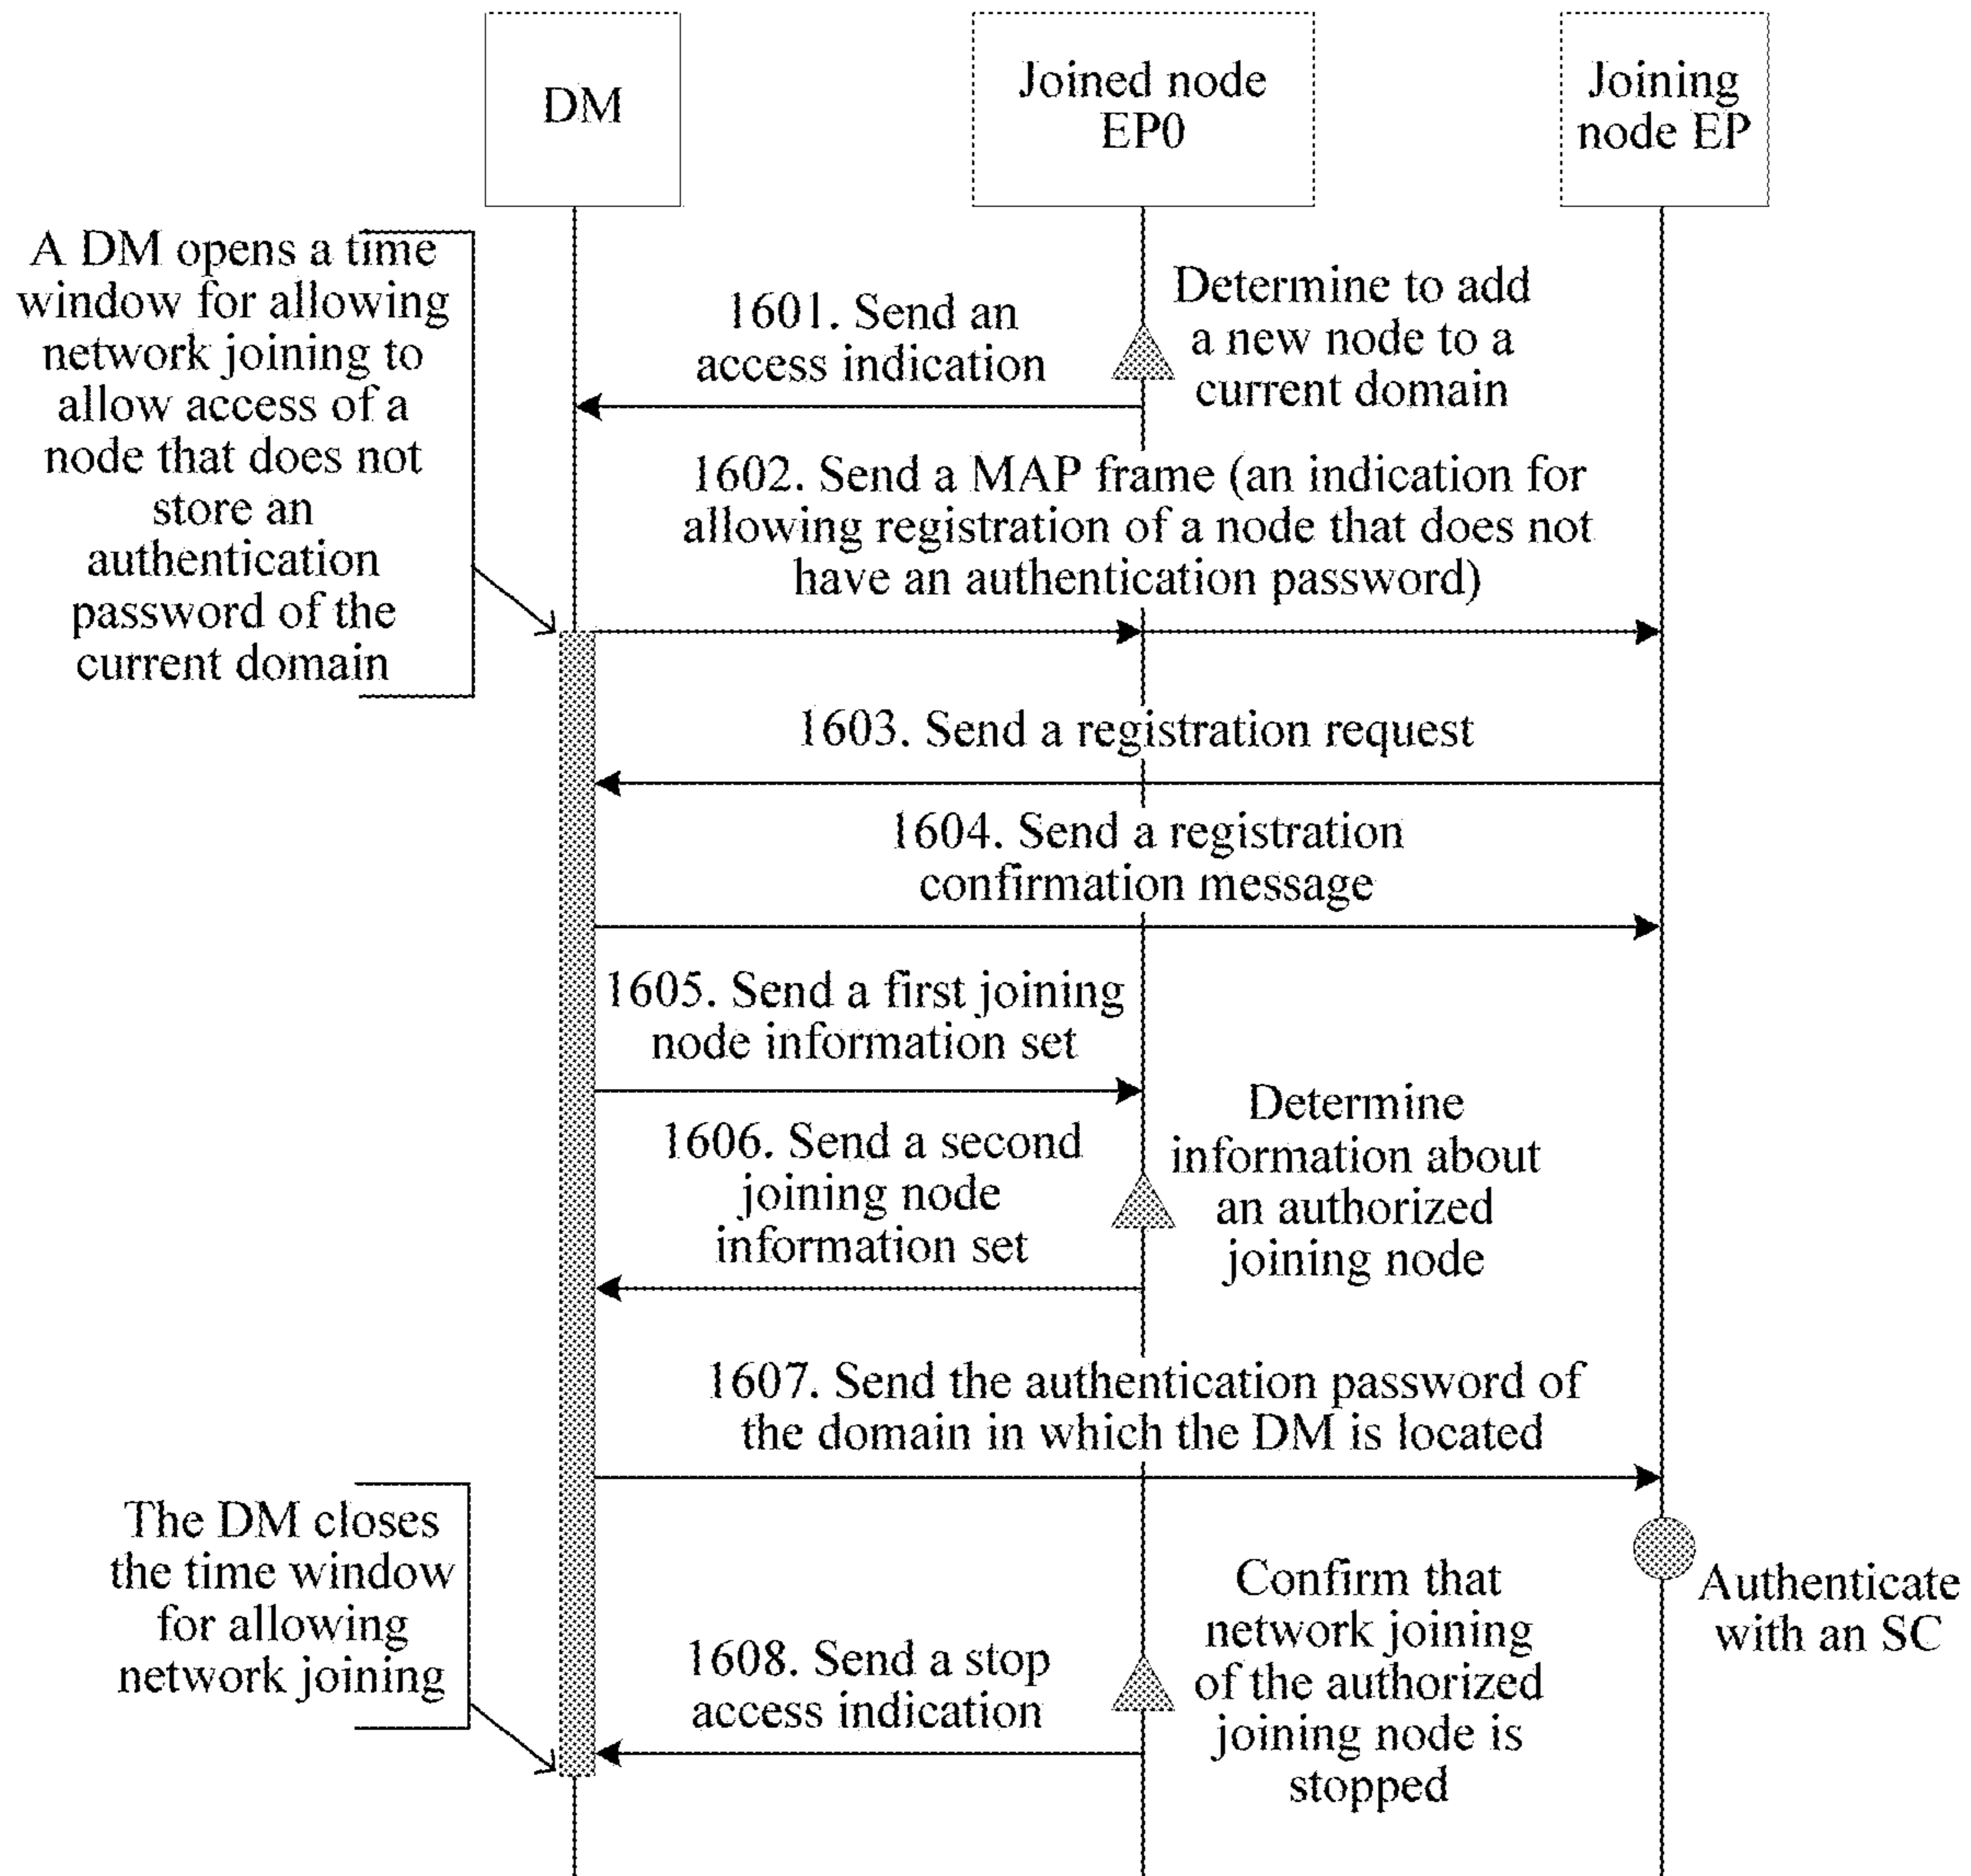 DM
Joined node
EP0
Joining
node EP
A DM opens a time
window for allowing
network joining to
allow access of a
node that does not
store an
authentication
password of the
current domain
1601. Send an
access indication
Determine to add
a new node to a
current domain
1602. Send a MAP frame (an indication for
allowing registration of a node that does not
have an authentication password)
1603. Send a registration request
1604. Send a registration
confirmation message
1605. Send a first joining
node information set
1606. Send a second
joining node
information set
Determine
information about
an authorized
joining node
1607. Send the authentication password of
the domain in which the DM is located
The DM closes
the time window
for allowing
network joining
1608. Send a stop
access indication
Confirm that
network joining
of the authorized
joining node is
stopped
Authenticate
with an SC